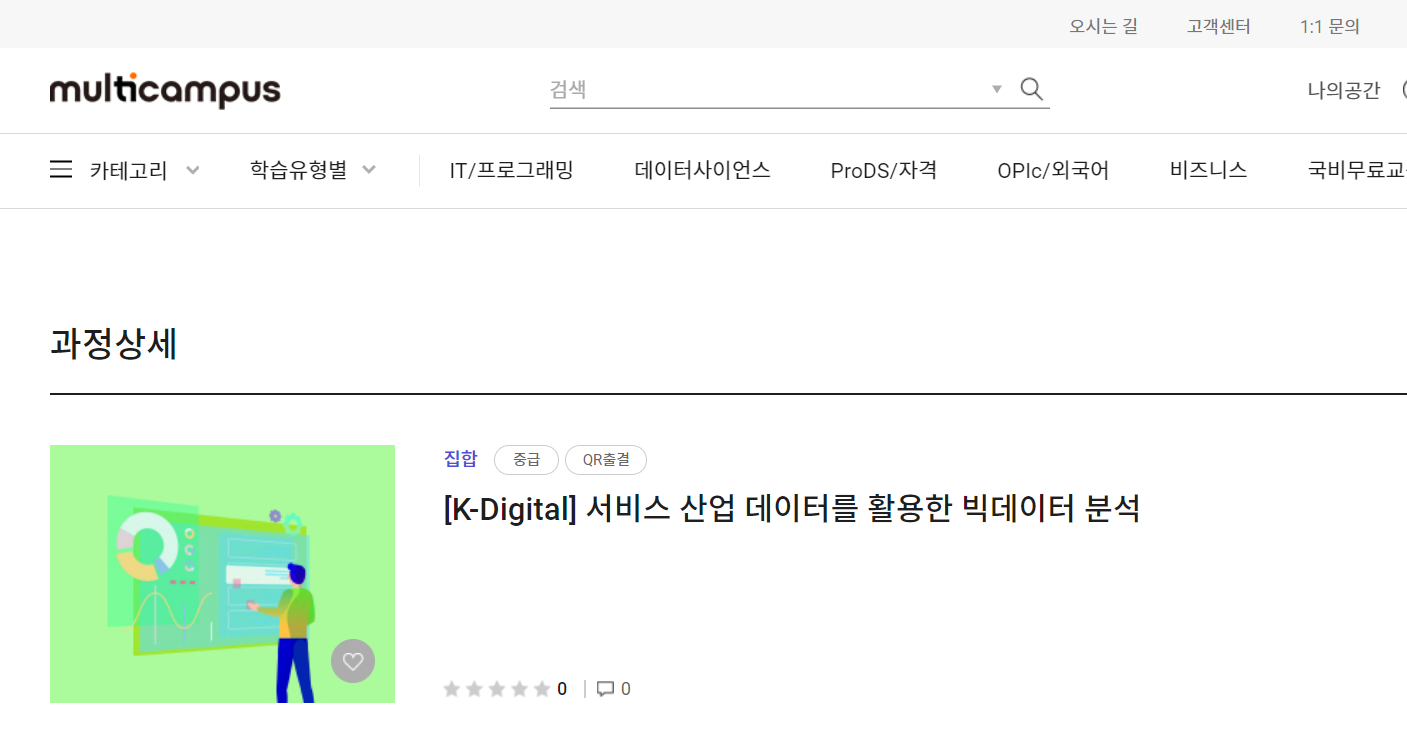 오시는 길 고객센터 1:1 문의
multicampus 검색 나의공간
카테고리 학습유형별 IT/프로그래밍 데이터사이언스 ProDS/자격 OPIc/외국어 비즈니스 국비무료교
과정상세
집합 중급 QR출결
[K-Digital] 서비스 산업 데이터를 활용한 빅데이터 분석
0 0